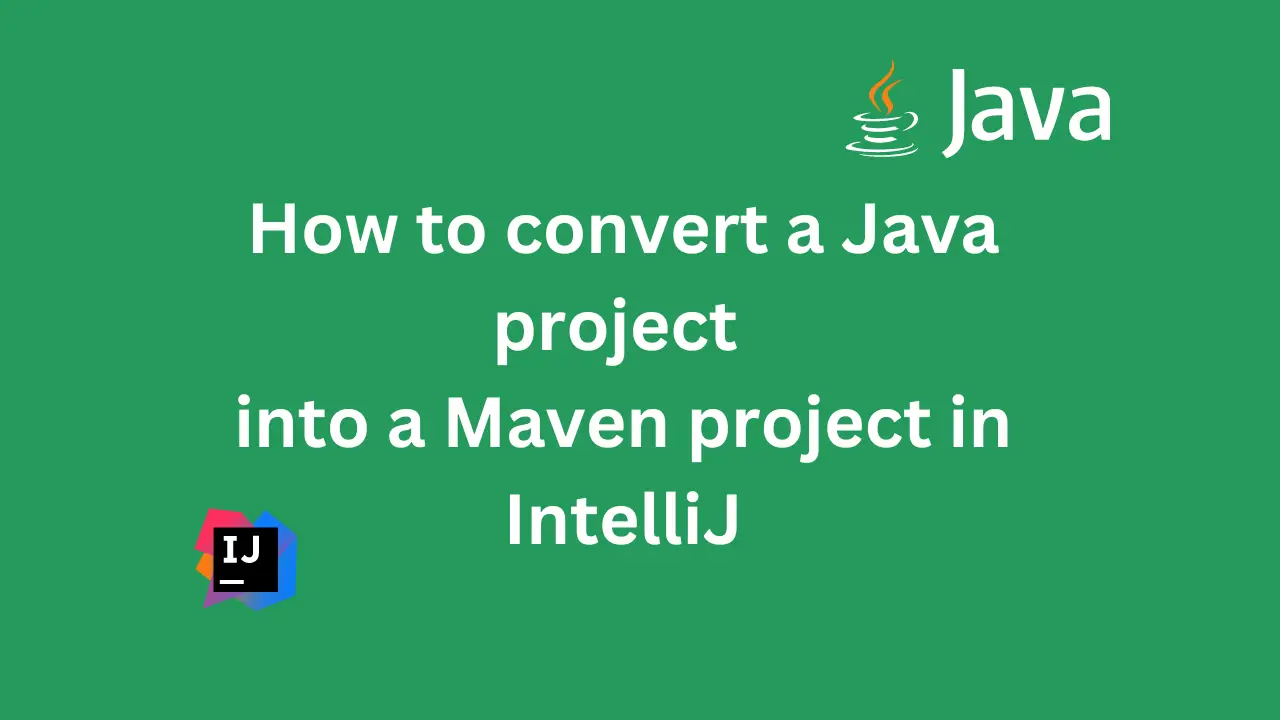 Java
How to convert a Java
project
into a Maven project in
IntelliJ
IJ